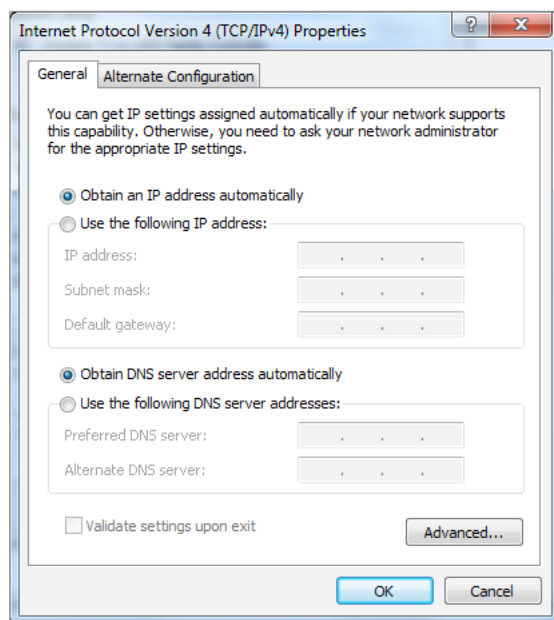 Internet Protocol Version 4 (TCP/IPv4) Properties
?
X
General
Alternate Configuration
You can get IP settings assigned automatically if your network supports
this capability. Otherwise, you need to ask your network administrator
for the appropriate IP settings.
Obtain an IP address automatically
Use the following IP address:
IP address: . . .
Subnet mask: . . .
Default gateway: . . .
Obtain DNS server address automatically
Use the following DNS server addresses:
Preferred DNS server: . . .
Alternate DNS server: . . .
Validate settings upon exit
Advanced...
OK
Cancel